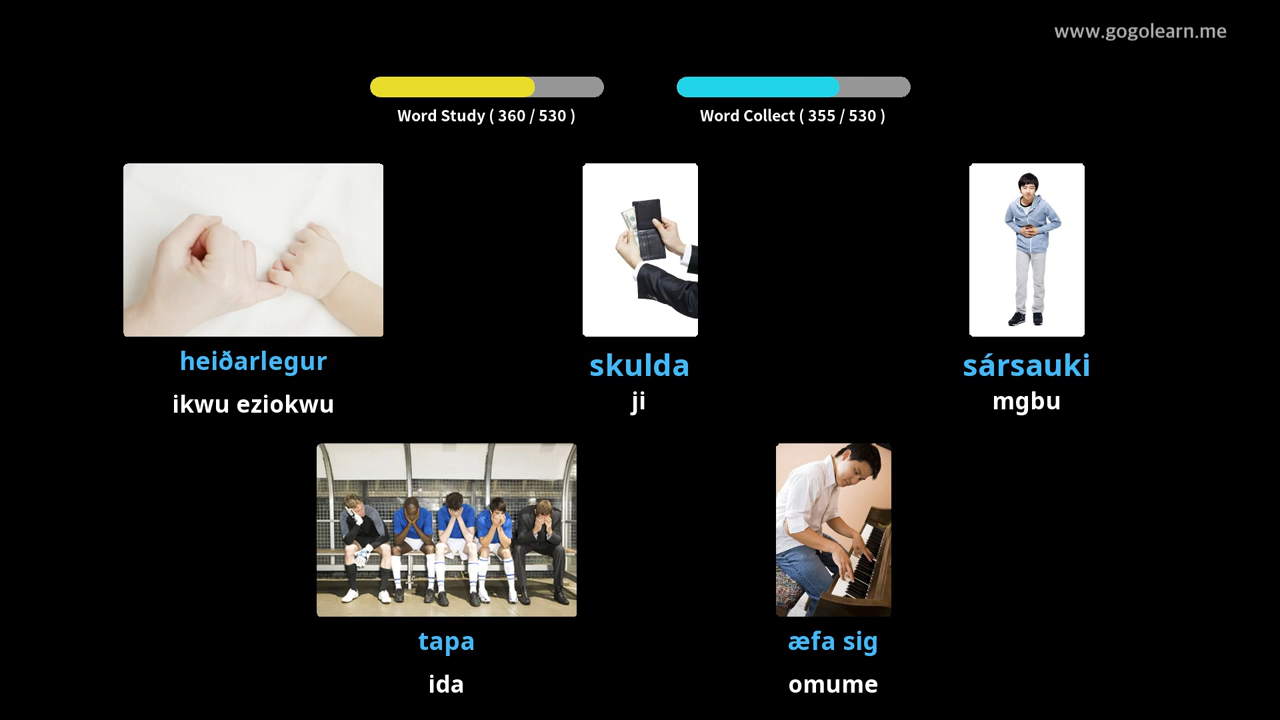 www.gogolearn.me
Word Study ( 360 / 530 )
Word Collect ( 355 / 530 )
heiðarlegur
ikwu eziokwu
skulda
ji
sársauki
mgbu
tapa
ida
æfa sig
omume